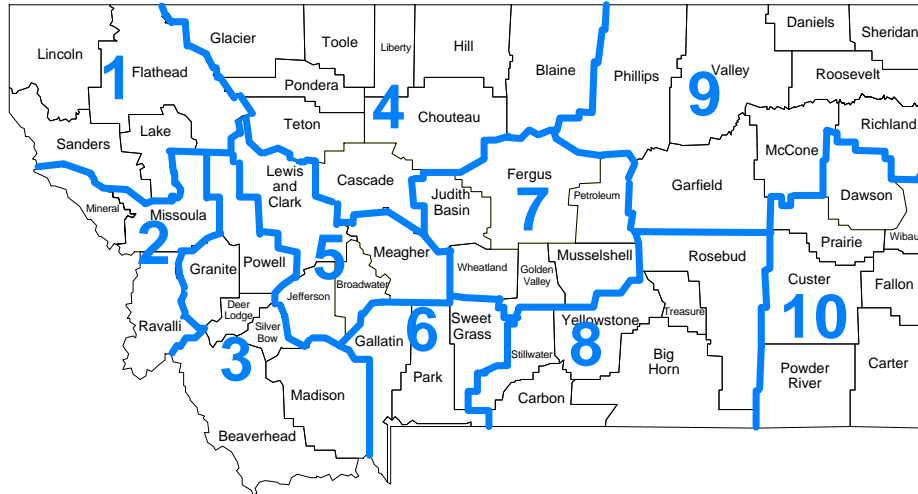 Lincoln
Flathead
1
Glacier
Toole
Liberty
Hill
Blaine
Phillips
Valley
9
Daniels
Sheridan
Roosevelt
Pondera
Teton
4
Chouteau
Sanders
Lake
Richland
McCone
Lewis
and
Clark
Cascade
Judith
Basin
Fergus
7
Petroleum
Garfield
Dawson
Mineral
Missoula
2
5
Meagher
Prairie
Wibau
Granite
Powell
Jefferson
Broadwater
Wheatland
Golden
Valley
Musselshell
Rosebud
Custer
10
Fallon
Ravalli
Deer
Lodge
Silver
Bow
3
Gallatin
6
Sweet
Grass
Stillwater
Yellowstone
8
Treasure
Big
Horn
Powder
River
Carter
Madison
Park
Carbon
Beaverhead